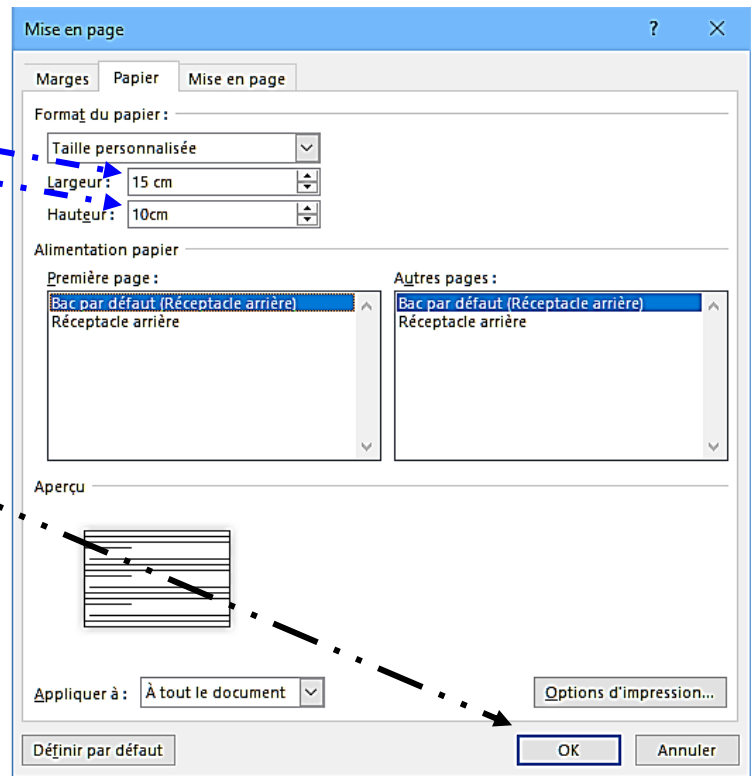 Mise en page ? ✕
Marges Papier Mise en page
Format du papier :
Taille personnalisée
Largeur : 15 cm
Hauteur : 10cm
Alimentation papier
Première page : Autres pages :
Bac par défaut (Réceptacle arrière) Bac par défaut (Réceptacle arrière)
Réceptacle arrière Réceptacle arrière
Aperçu
Appliquer à : À tout le document Options d'impression...
Définir par défaut OK Annuler